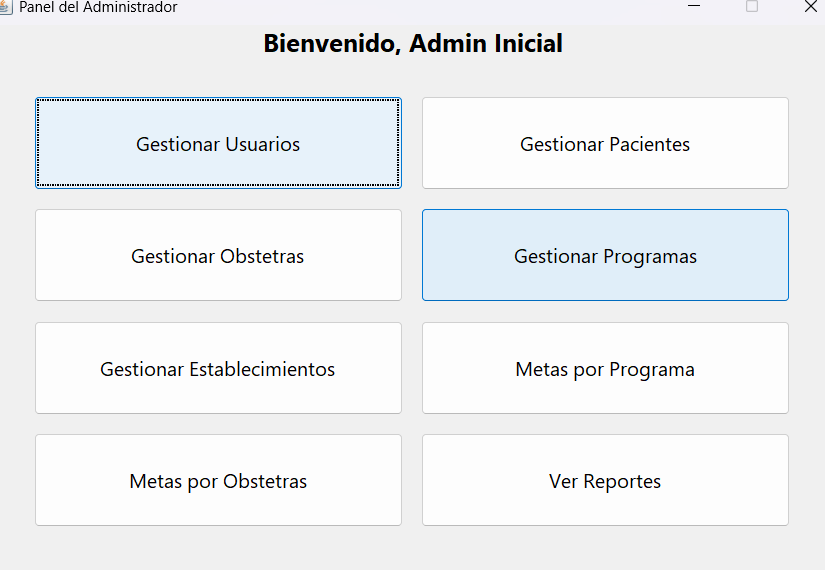 Panel del Administrador
Bienvenido, Admin Inicial
Gestionar Usuarios
Gestionar Pacientes
Gestionar Obstetras
Gestionar Programas
Gestionar Establecimientos
Metas por Programa
Metas por Obstetras
Ver Reportes